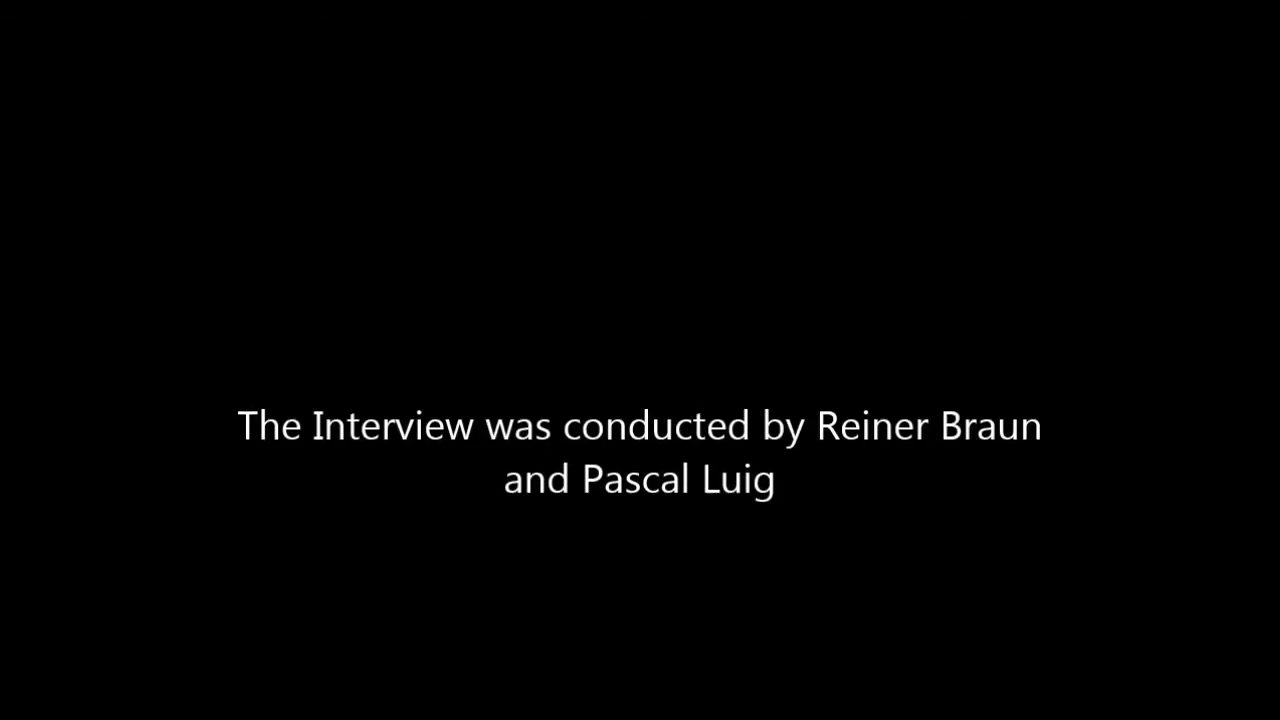 The Interview was conducted by Reiner Braun
and Pascal Luig